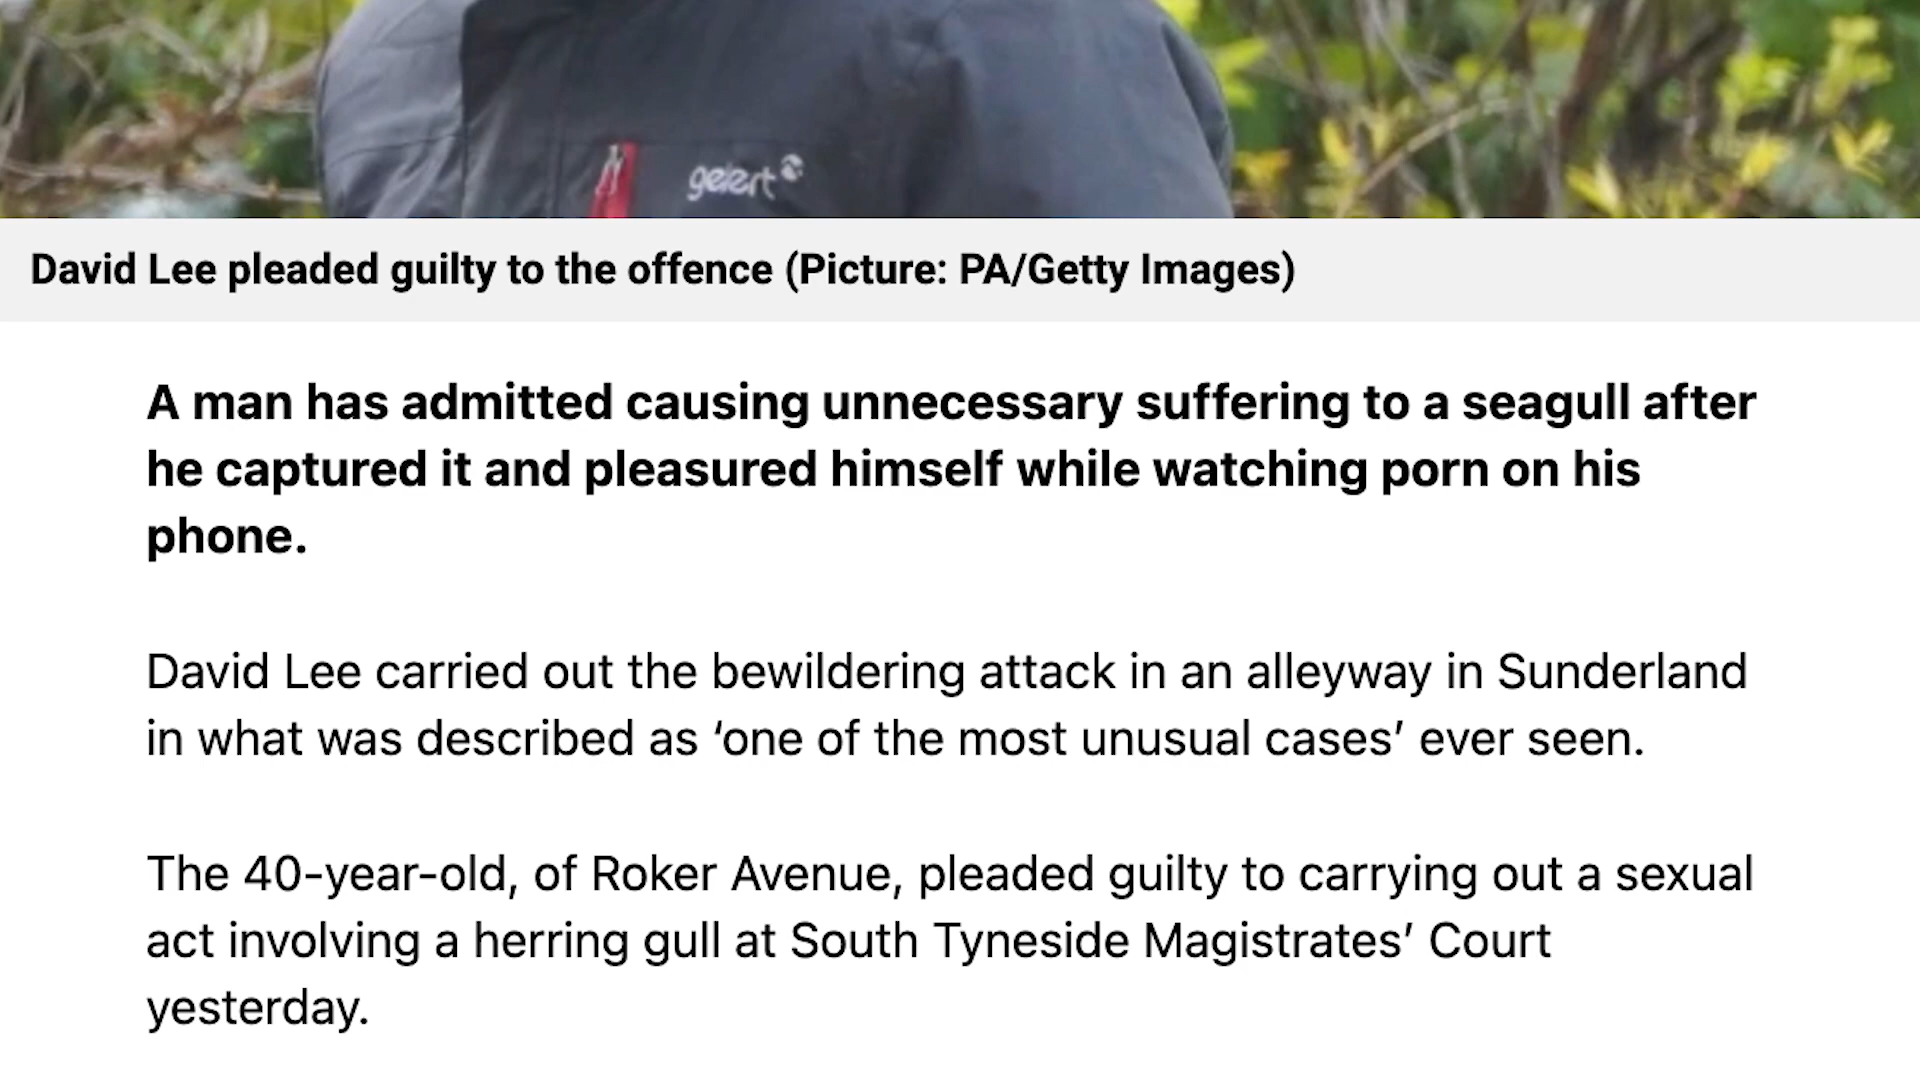 gelert
David Lee pleaded guilty to the offence (Picture: PA/Getty Images)
A man has admitted causing unnecessary suffering to a seagull after
he captured it and pleasured himself while watching porn on his
phone.
David Lee carried out the bewildering attack in an alleyway in Sunderland
in what was described as ‘one of the most unusual cases’ ever seen.
The 40-year-old, of Roker Avenue, pleaded guilty to carrying out a sexual
act involving a herring gull at South Tyneside Magistrates’ Court
yesterday.